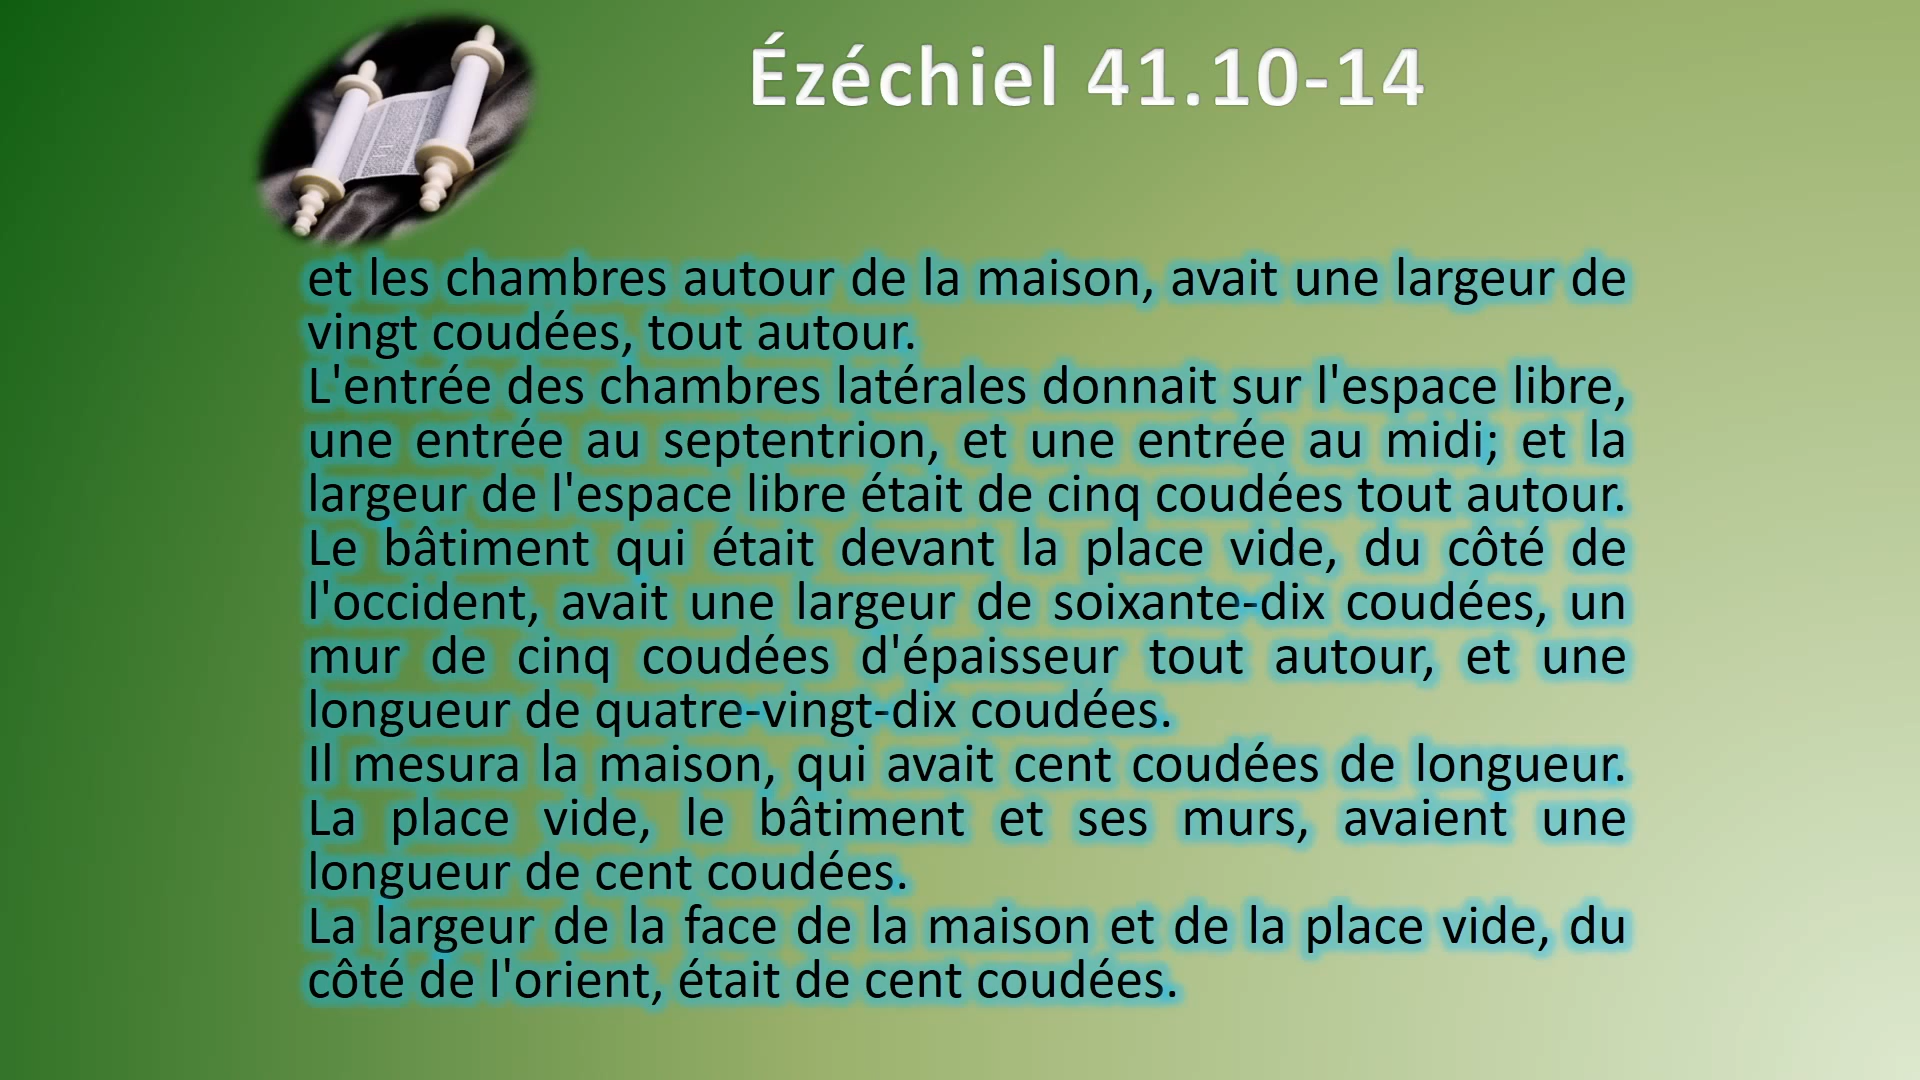 Ézéchiel 41.10-14
et les chambres autour de la maison, avait une largeur de
vingt coudées, tout autour.
L'entrée des chambres latérales donnait sur l'espace libre,
une entrée au septentrion, et une entrée au midi; et la
largeur de l'espace libre était de cinq coudées tout autour.
Le bâtiment qui était devant la place vide, du côté de
l'occident, avait une largeur de soixante-dix coudées, un
mur de cinq coudées d'épaisseur tout autour, et une
longueur de quatre-vingt-dix coudées.
Il mesura la maison, qui avait cent coudées de longueur.
La place vide, le bâtiment et ses murs, avaient une
longueur de cent coudées.
La largeur de la face de la maison et de la place vide, du
côté de l'orient, était de cent coudées.